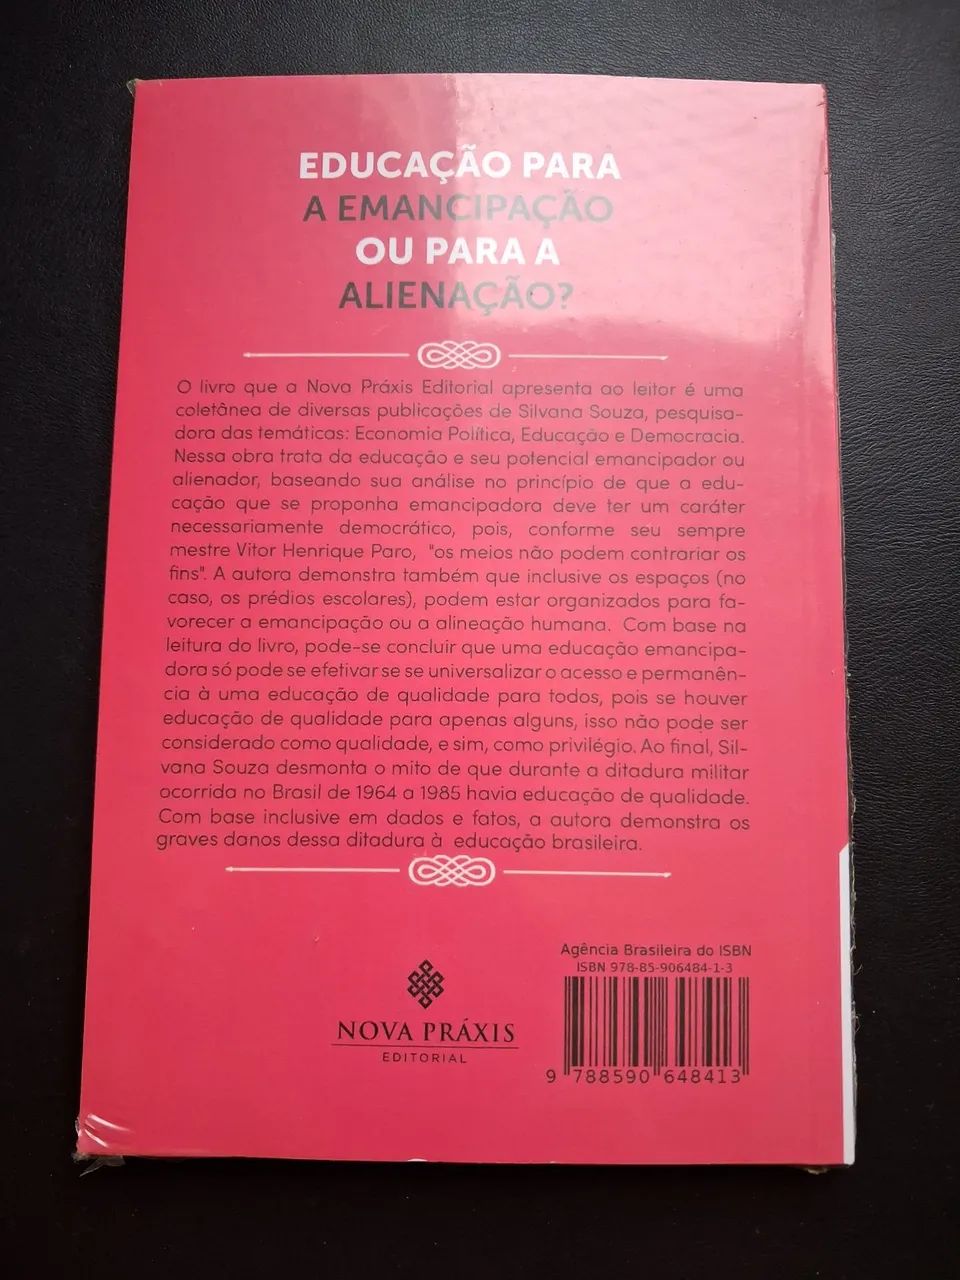 EDUCAÇÃO PARA
A EMANCIPAÇÃO
OU PARA A
ALIENAÇÃO?
O livro que a Nova Práxis Editorial apresenta ao leitor é uma
coletânea de diversas publicações de Silvana Souza, pesquisa-
dora das temáticas: Economia Política, Educação e Democracia.
Nessa obra trata da educação e seu potencial emancipador ou
alienador, baseando sua análise no princípio de que a edu-
cação que se proponha emancipadora deve ter um caráter
necessariamente democrático, pois, conforme seu sempre
mestre Vitor Henrique Paro, "os meios não podem contrariar os
fins". A autora demonstra também que inclusive os espaços (no
caso, os prédios escolares), podem estar organizados para fa-
vorecer a emancipação ou a alineação humana. Com base na
leitura do livro, pode-se concluir que uma educação emancipa-
dora só pode se efetivar se se universalizar o acesso e permanên-
cia à uma educação de qualidade para todos, pois se houver
educação de qualidade para apenas alguns, isso não pode ser
considerado como qualidade, e sim, como privilégio. Ao final, Sil-
vana Souza desmonta o mito de que durante a ditadura militar
ocorrida no Brasil de 1964 a 1985 havia educação de qualidade.
Com base inclusive em dados e fatos, a autora demonstra os
graves danos dessa ditadura à educação brasileira.
Agência Brasileira do ISBN
ISBN 978-85-906484-1-3
NOVA PRÁXIS
EDITORIAL
9 788590 648413